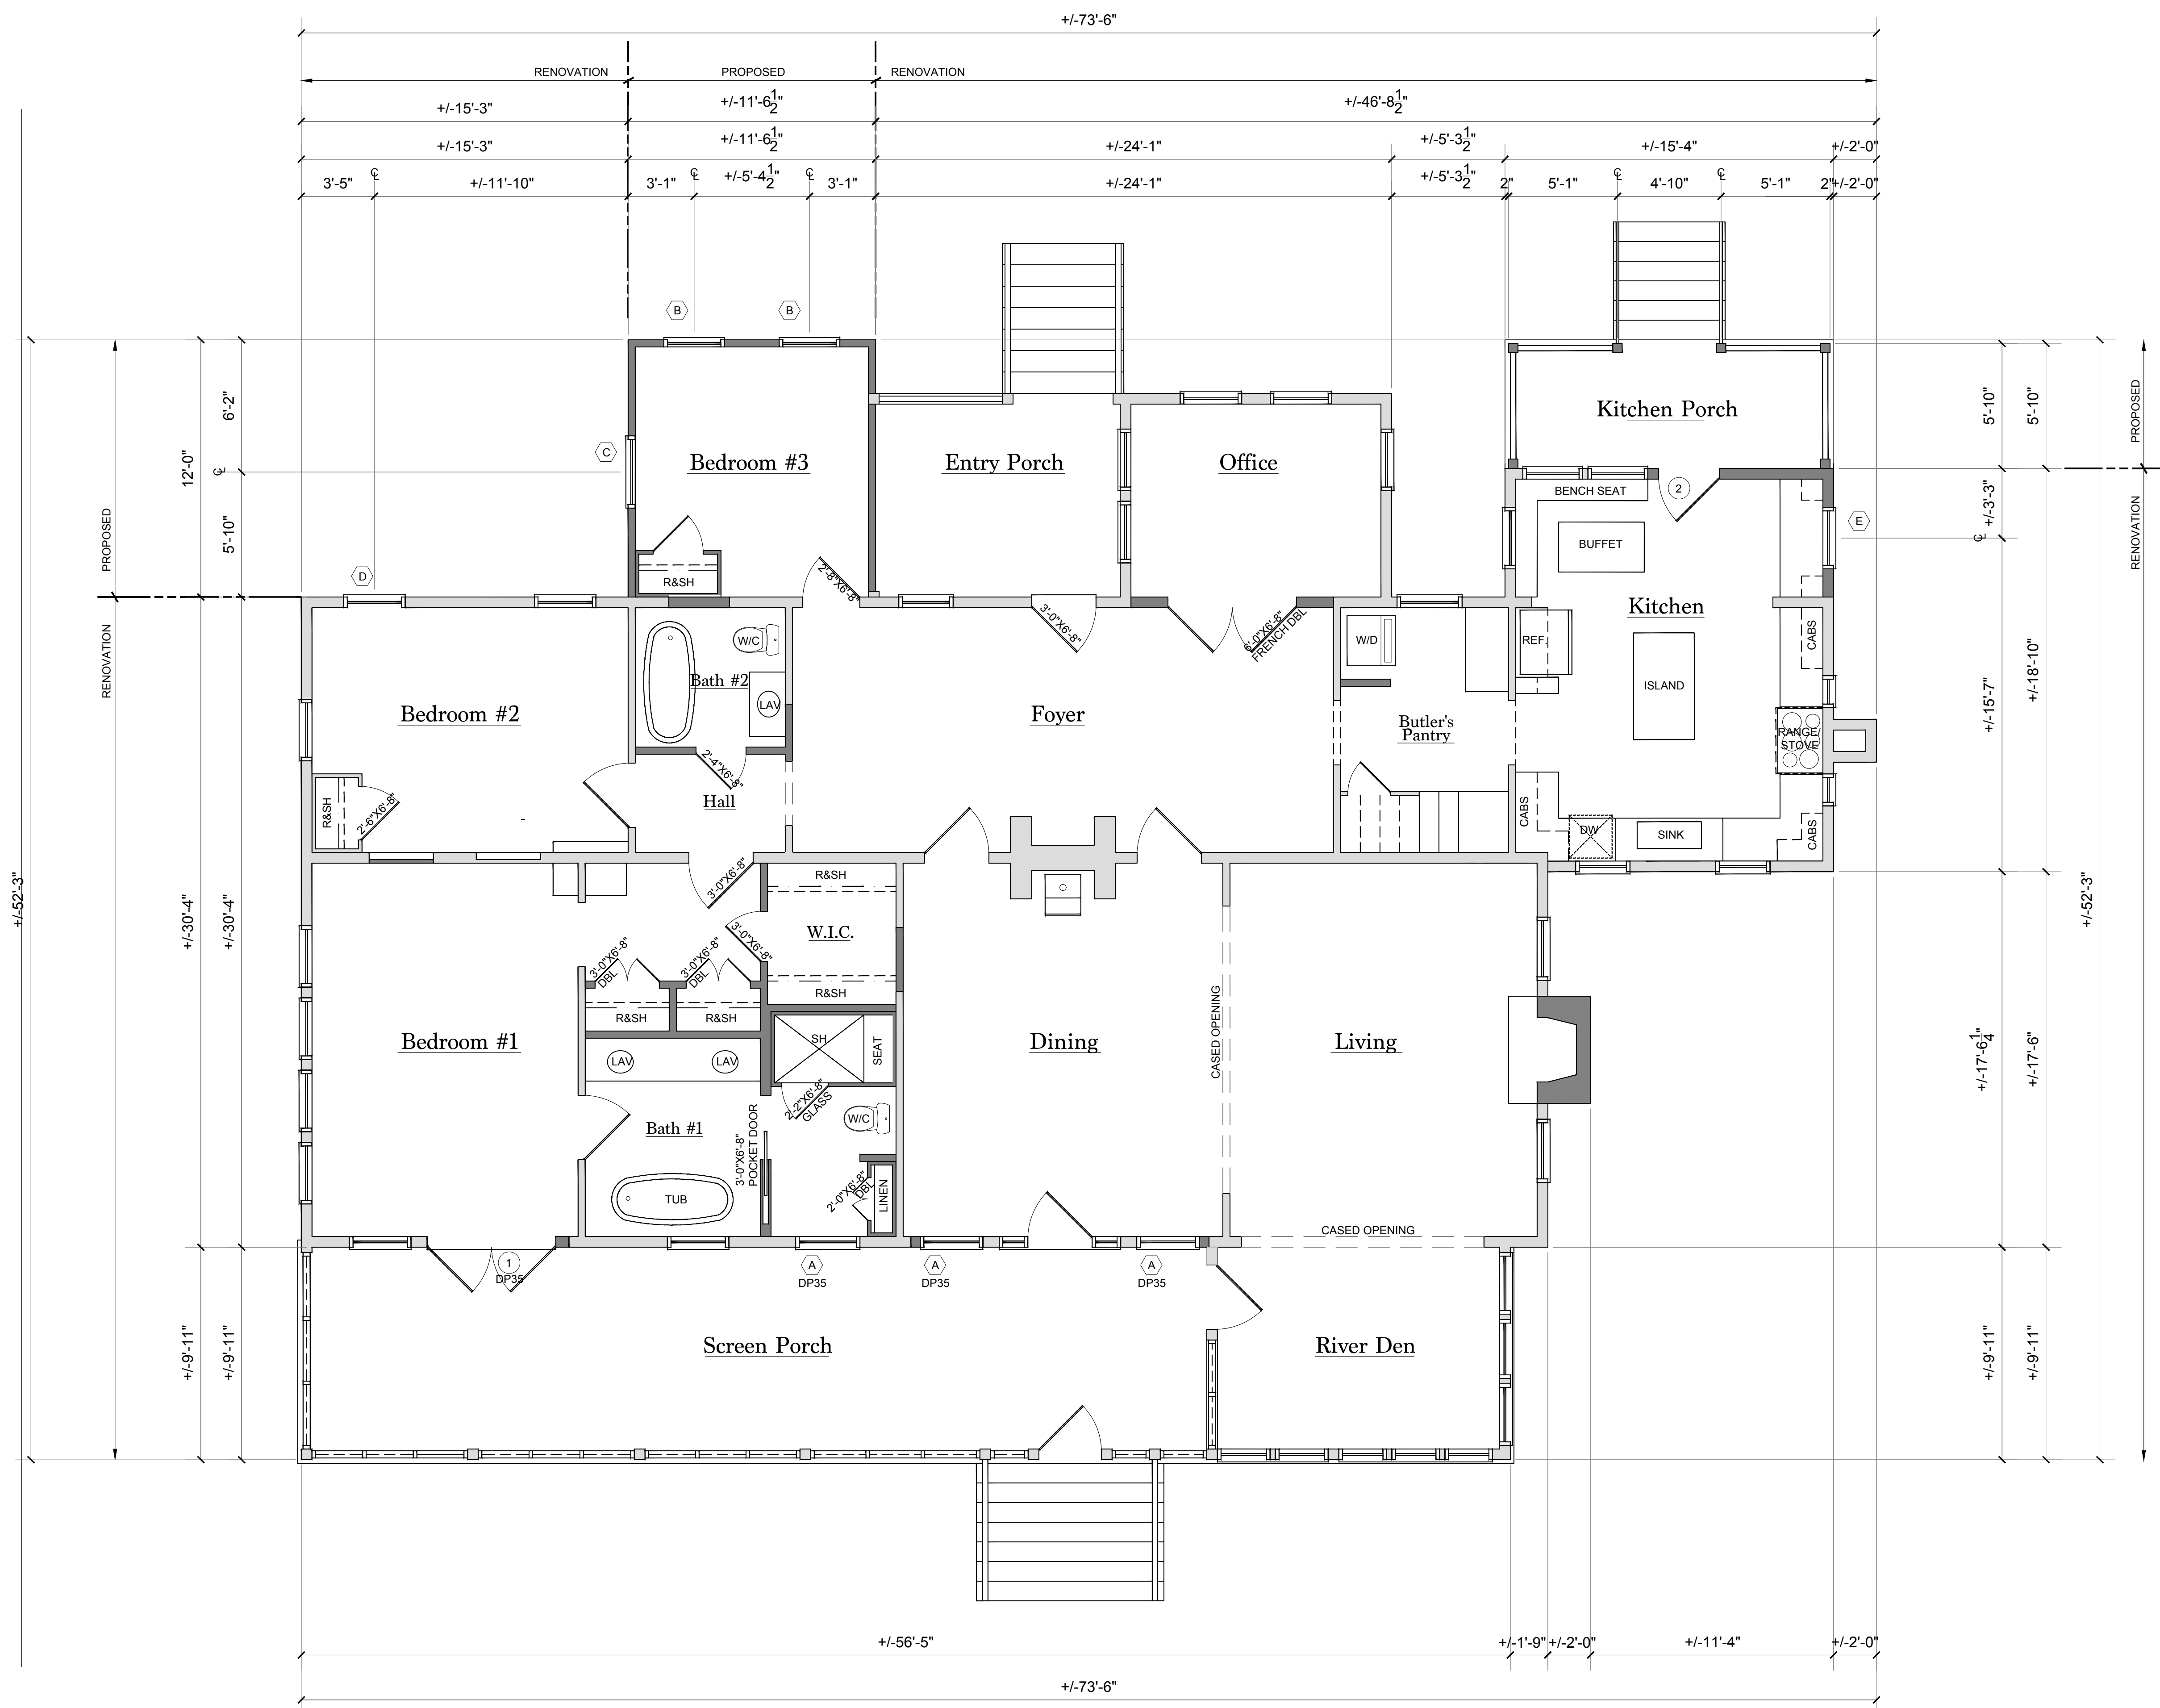 +/-73'-6"
RENOVATION
PROPOSED
RENOVATION
+/-15'-3"
+/-11'-6 1/2"
+/-46'-8 1/2"
+/-15'-3"
+/-11'-6 1/2"
+/-24'-1"
+/-5'-3 1/2"
+/-15'-4"
+/-2'-0"
3'-5"
℄
+/-11'-10"
3'-1"
℄
+/-5'-4 1/2"
℄
3'-1"
+/-24'-1"
+/-5'-3 1/2"
2"
5'-1"
℄
4'-10"
℄
5'-1"
2"
+/-2'-0"
B
B
C
D
E
PROPOSED
RENOVATION
6'-2"
12'-0"
℄
5'-10"
Bedroom #3
R&SH
2'-8"X6'-8"
Entry Porch
Office
3'-0"X6'-8"
6'-0"X6'-8"
FRENCH DBL
Kitchen Porch
5'-10"
5'-10"
PROPOSED
RENOVATION
+/-3'-3"
℄
BENCH SEAT
2
BUFFET
Kitchen
REF.
ISLAND
CABS
RANGE/
STOVE
CABS
DW
SINK
CABS
+/-15'-7"
+/-18'-10"
W/D
Butler's
Pantry
Foyer
W/C
Bath #2
LAV
2'-4"X6'-8"
Hall
Bedroom #2
R&SH
2'-6"X6'-8"
+/-52'-3"
+/-30'-4"
+/-30'-4"
3'-0"X6'-8"
R&SH
W.I.C.
3'-0"X6'-8"
R&SH
3'-0"X6'-8"
DBL
3'-0"X6'-8"
DBL
R&SH
R&SH
Bedroom #1
LAV
LAV
SH
SEAT
2'-2"X6'-8"
GLASS
Bath #1
3'-0"X6'-8"
POCKET DOOR
W/C
TUB
2'-0"X6'-8"
DBL
LINEN
Dining
CASED OPENING
Living
CASED OPENING
+/-52'-3"
+/-17'-6 1/4"
+/-17'-6"
1
DP35
A
DP35
A
DP35
A
DP35
+/-9'-11"
+/-9'-11"
Screen Porch
River Den
+/-9'-11"
+/-9'-11"
+/-56'-5"
+/-1'-9"
+/-2'-0"
+/-11'-4"
+/-2'-0"
+/-73'-6"